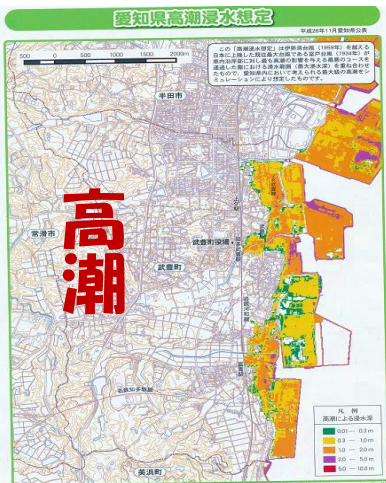 愛知県高潮浸水想定
平成26年11月愛知県公表
500 0 500 1000 1500 2000m
この「高潮浸水想定」は伊勢湾台風(1959年)を超える
日本に上陸した既往最大台風である室戸台風(1934年)が
県内沿岸部に対し最も高潮の影響を与える複数のコースを
通過した際における浸水範囲(最大浸水深)を重ね合わせ
たもので、愛知県内において考えられる最大級の高潮をシ
ミュレーションにより想定したものです。
半田市
高潮
常滑市
武豊町役場
武豊町
美浜町
凡例
高潮による浸水深
0.01 ― 0.3 m
0.3 ― 1.0 m
1.0 ― 2.0 m
2.0 ― 5.0 m
5.0 ― 10.0 m